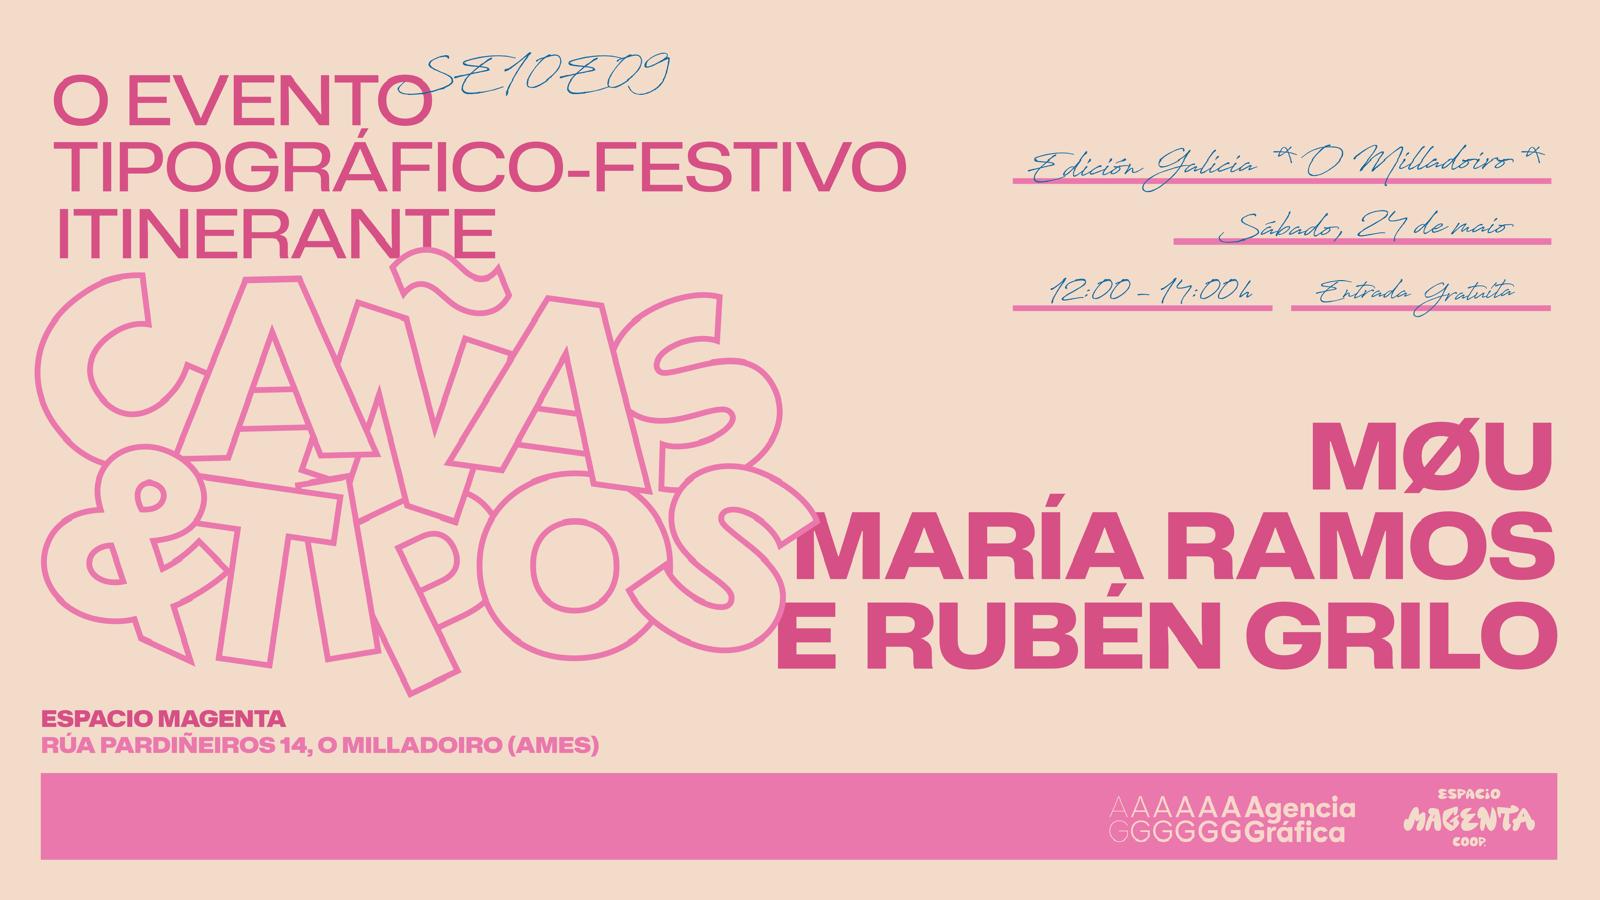 O EVENTO SE10E09
TIPOGRÁFICO-FESTIVO
ITINERANTE
CAÑAS
&TIPOS
Edición Galicia * O Milladoiro *
Sábado, 24 de maio
12:00 – 14:00h Entrada Gratuíta
MØU
MARÍA RAMOS
E RUBÉN GRILO
ESPACIO MAGENTA
RÚA PARDIÑEIROS 14, O MILLADOIRO (AMES)
AAAAAAAgencia
GGGGGGGráfica
ESPACIO
MAGENTA
COOP.